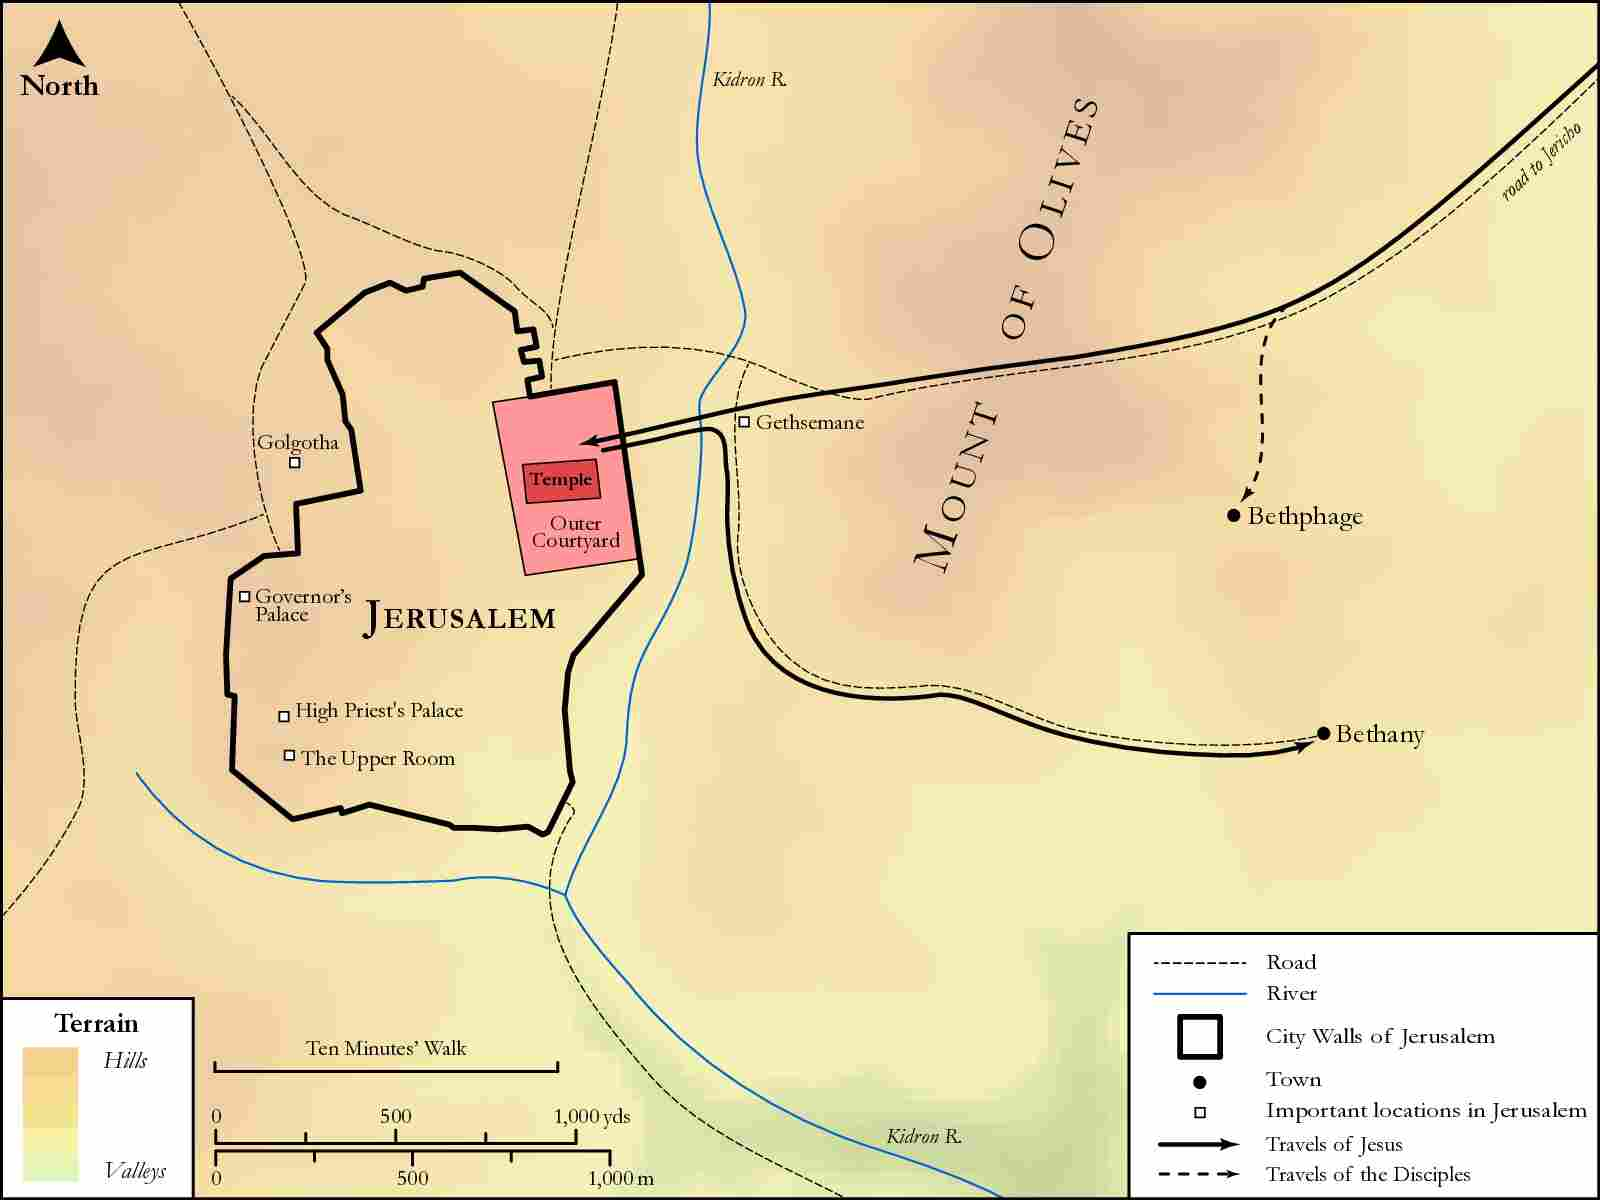 North
Kidron R.
MOUNT OF OLIVES
road to Jericho
Golgotha
Gethsemane
Temple
Outer
Courtyard
Bethphage
Governor's
Palace
JERUSALEM
High Priest's Palace
The Upper Room
Bethany
Kidron R.
Terrain
Hills
Valleys
Ten Minutes' Walk
0 500 1,000 yds
0 500 1,000 m
Road
River
City Walls of Jerusalem
Town
Important locations in Jerusalem
Travels of Jesus
Travels of the Disciples